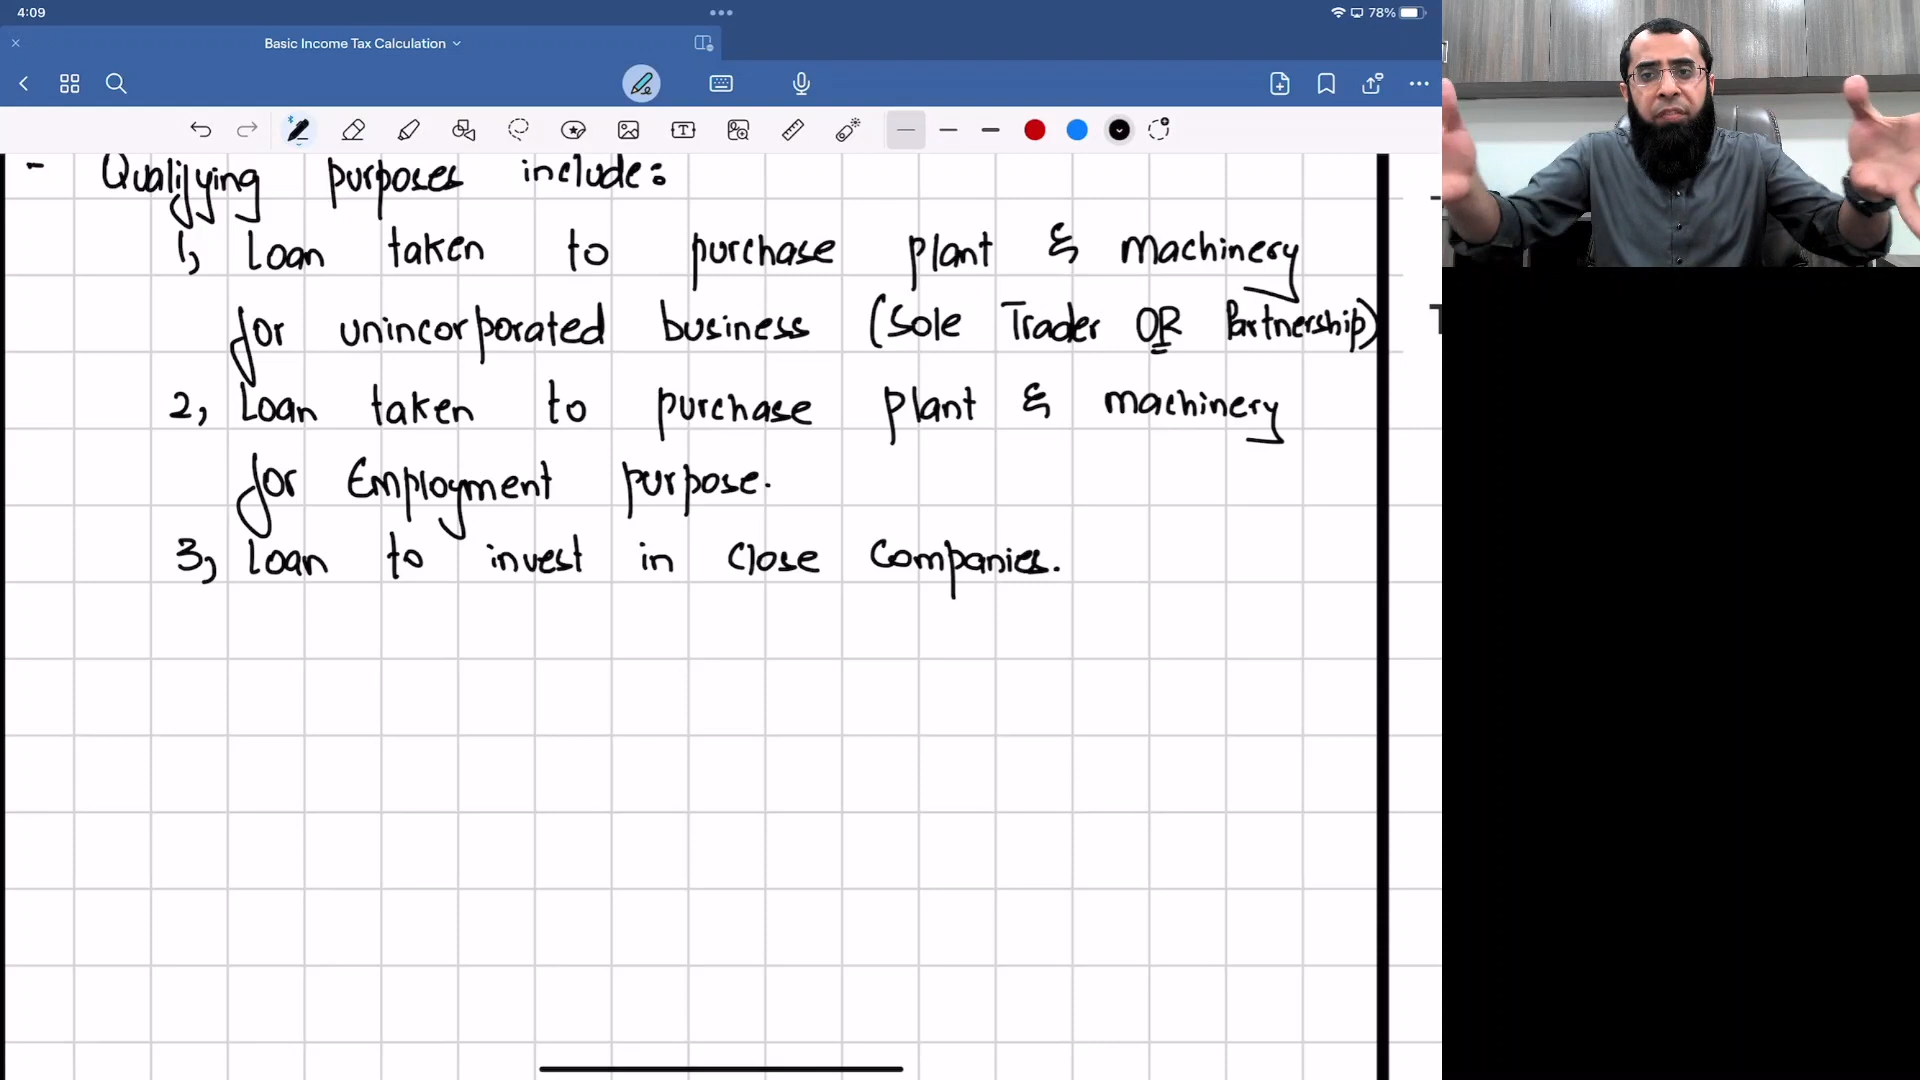 4:09
78%
Basic Income Tax Calculation
- Qualifying purposes include:
1, Loan taken to purchase plant & machinery
for unincorporated business (Sole Trader OR Partnership)
2, Loan taken to purchase plant & machinery
for Employment purpose.
3, Loan to invest in close companies.